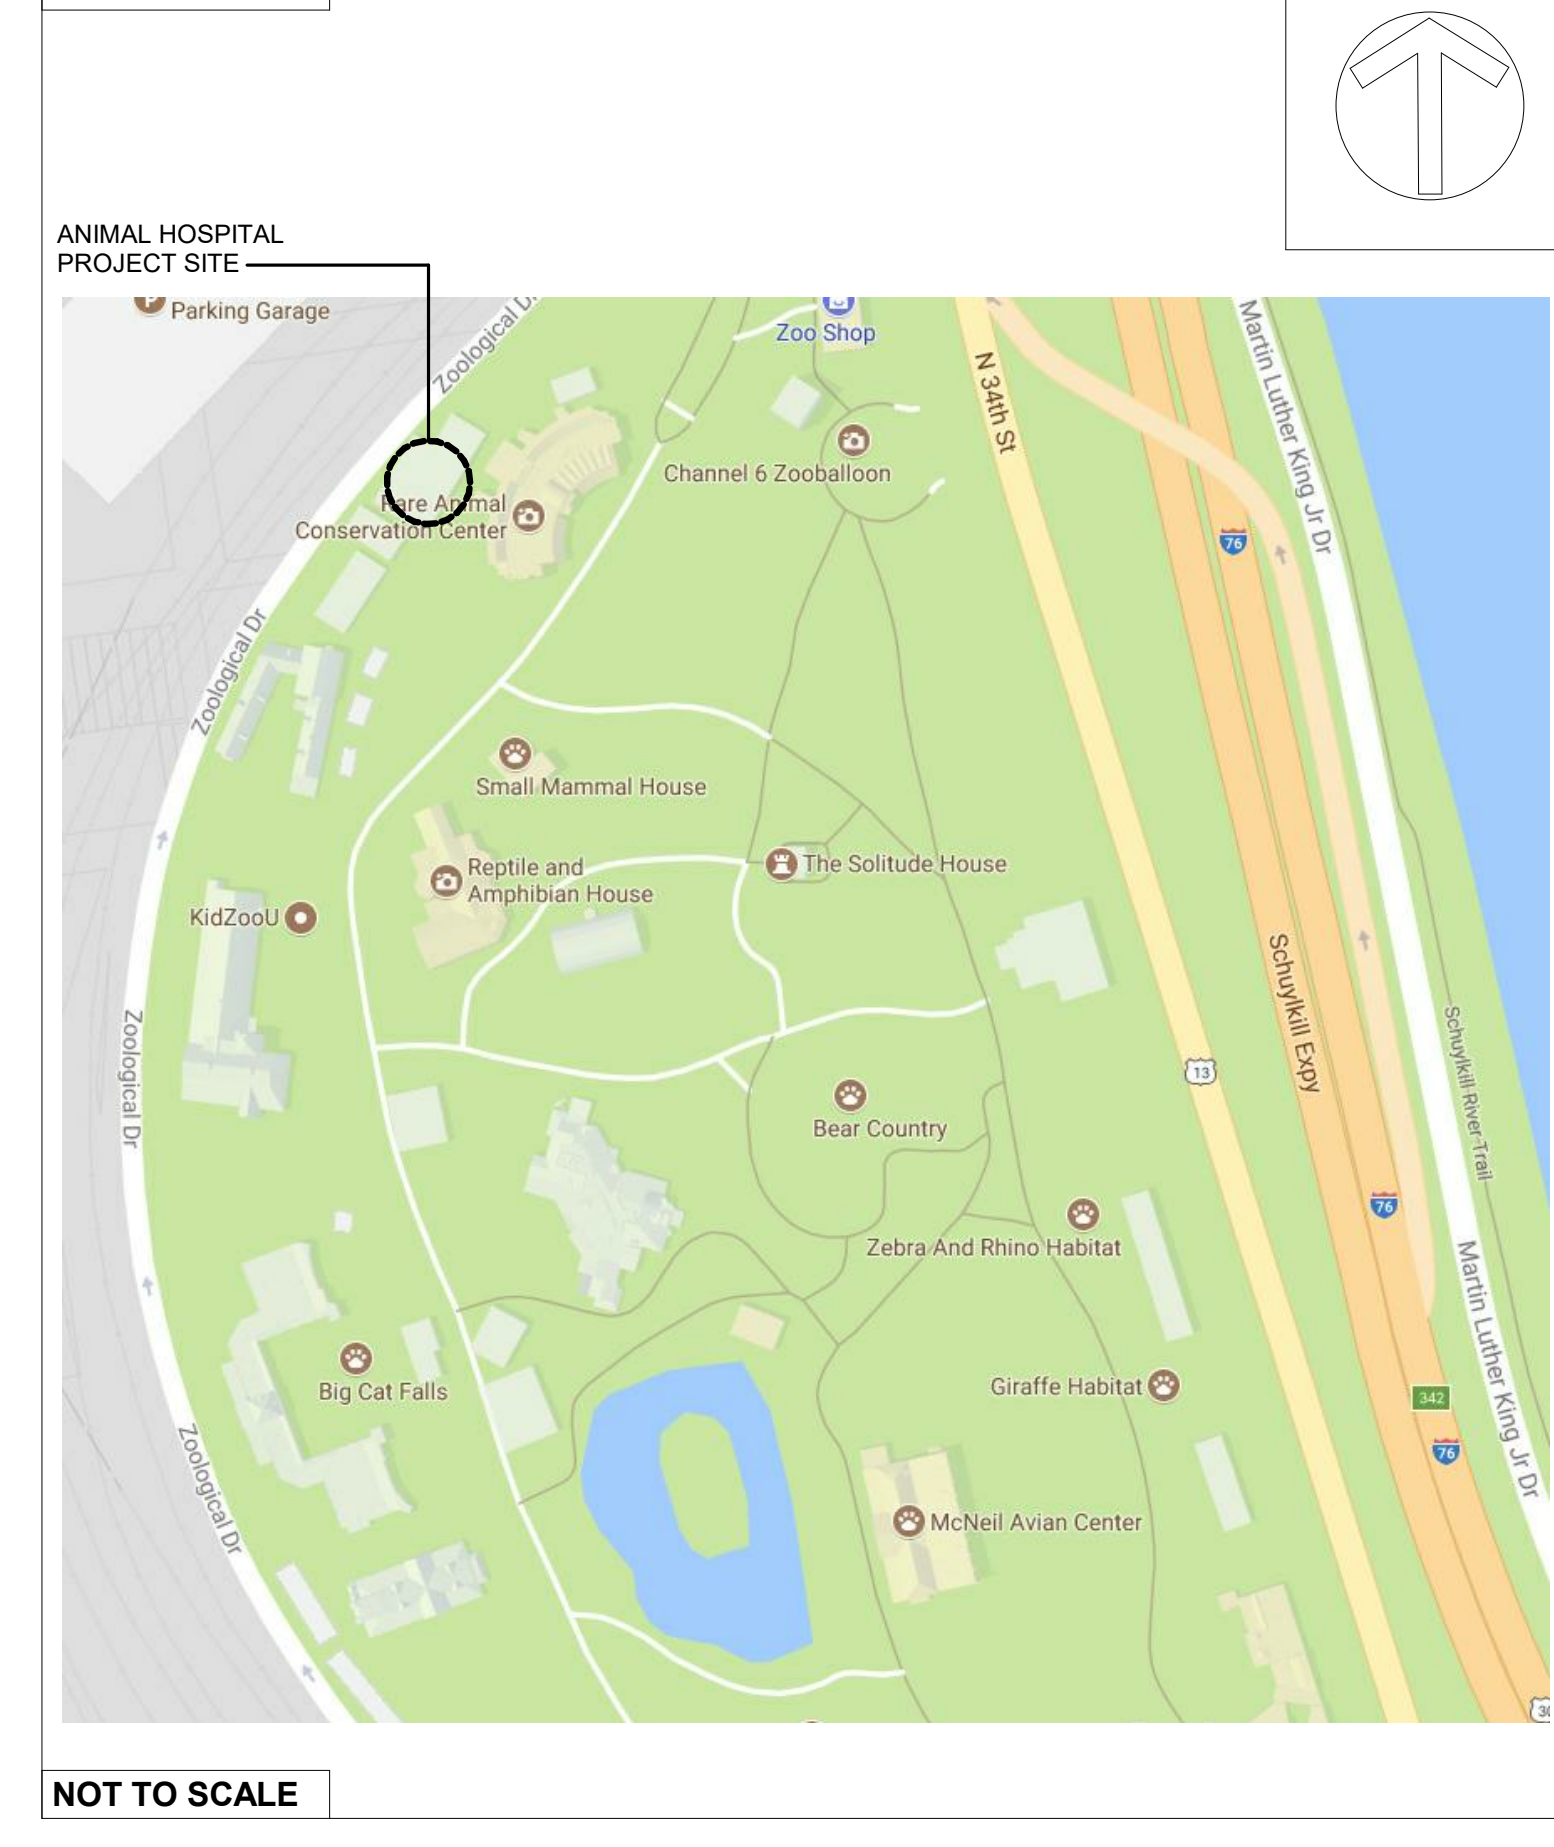 ANIMAL HOSPITAL
PROJECT SITE
Parking Garage
Zoological Dr
Zoo Shop
N 34th St
Martin Luther King Jr Dr
Channel 6 Zooballoon
Rare Animal
Conservation Center
76
Zoological Dr
Small Mammal House
Reptile and
Amphibian House
The Solitude House
KidZooU
Schuylkill Expy
Zoological Dr
Schuylkill River Trail
13
Bear Country
76
Zebra And Rhino Habitat
Martin Luther King Jr Dr
Big Cat Falls
Giraffe Habitat
342
76
Zoological Dr
McNeil Avian Center
NOT TO SCALE